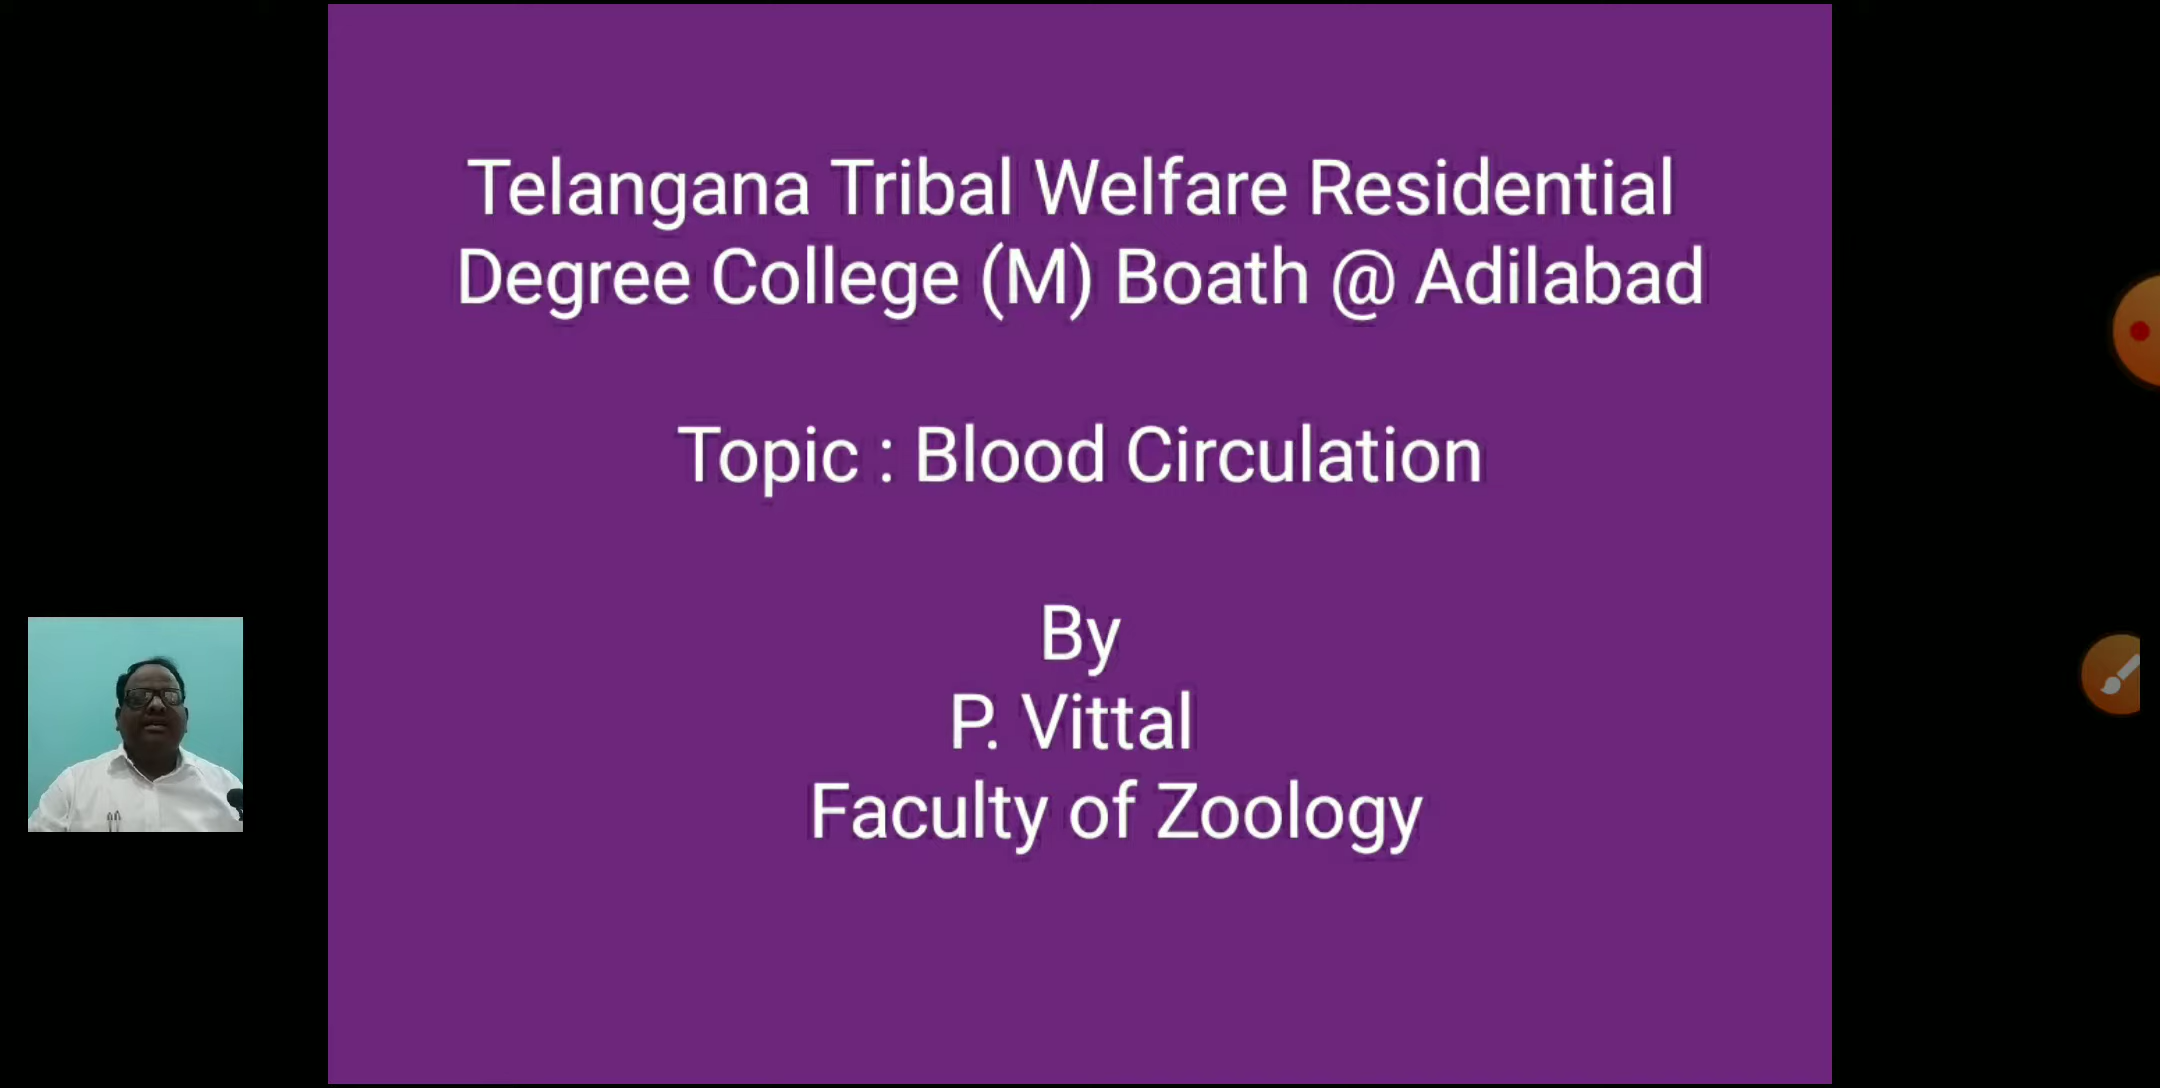 Telangana Tribal Welfare Residential
Degree College (M) Boath @ Adilabad
Topic : Blood Circulation
By
P. Vittal
Faculty of Zoology